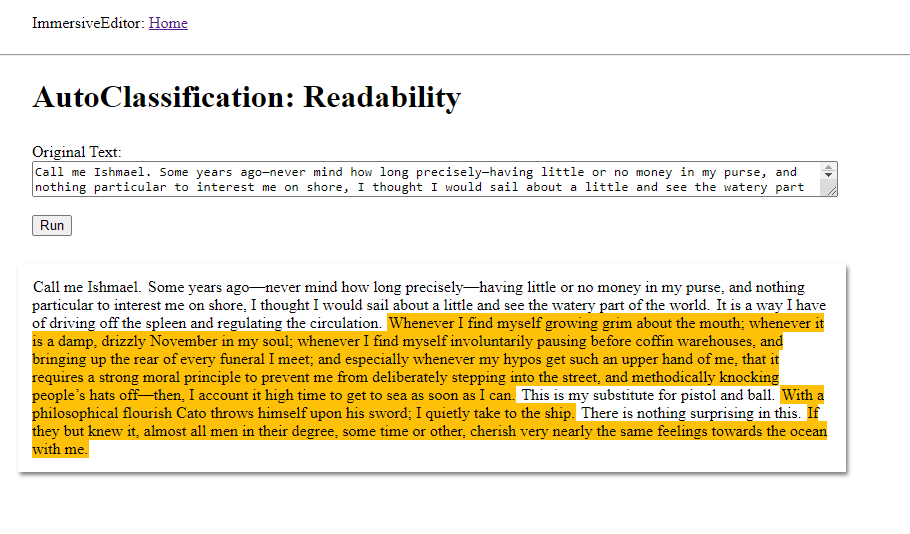 ImmersiveEditor: Home
AutoClassification: Readability
Original Text:
Call me Ishmael. Some years ago—never mind how long precisely—having little or no money in my purse, and
nothing particular to interest me on shore, I thought I would sail about a little and see the watery part
Run
Call me Ishmael. Some years ago—never mind how long precisely—having little or no money in my purse, and nothing
particular to interest me on shore, I thought I would sail about a little and see the watery part of the world. It is a way I have
of driving off the spleen and regulating the circulation. Whenever I find myself growing grim about the mouth; whenever it
is a damp, drizzly November in my soul; whenever I find myself involuntarily pausing before coffin warehouses, and
bringing up the rear of every funeral I meet; and especially whenever my hypos get such an upper hand of me, that it
requires a strong moral principle to prevent me from deliberately stepping into the street, and methodically knocking
people’s hats off—then, I account it high time to get to sea as soon as I can. This is my substitute for pistol and ball. With a
philosophical flourish Cato throws himself upon his sword; I quietly take to the ship. There is nothing surprising in this. If
they but knew it, almost all men in their degree, some time or other, cherish very nearly the same feelings towards the ocean
with me.